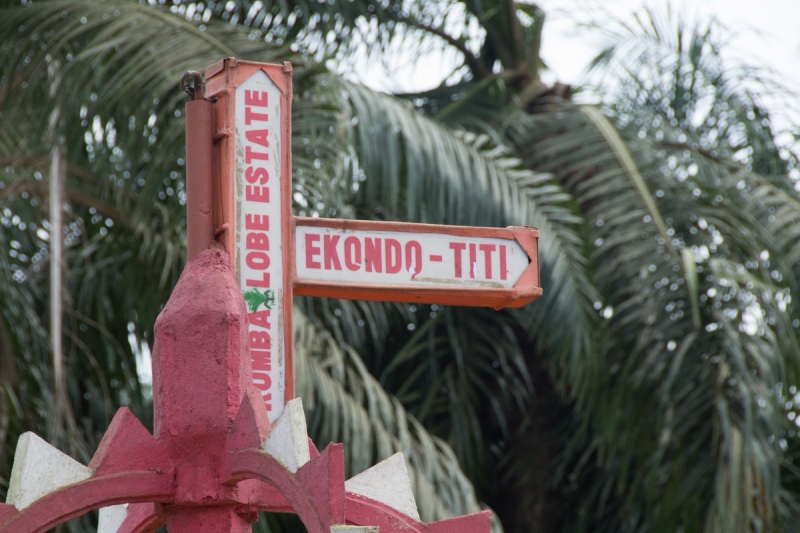 KUMBA LOBE ESTATE
EKONDO-TITI